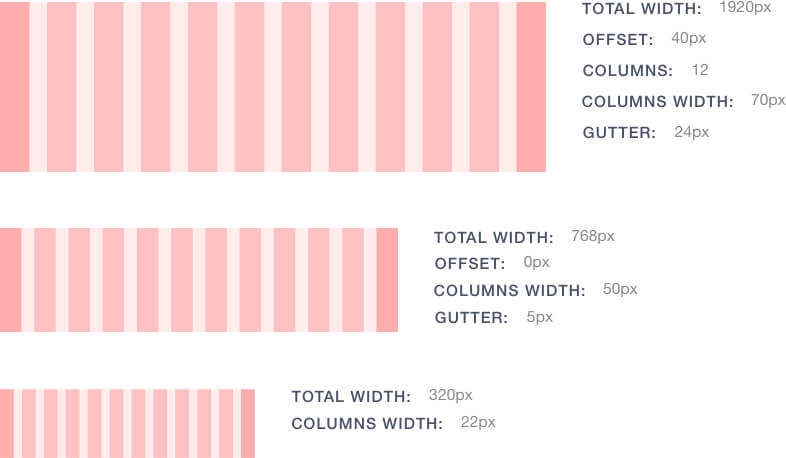 TOTAL WIDTH: 1920px
OFFSET: 40px
COLUMNS: 12
COLUMNS WIDTH: 70px
GUTTER: 24px
TOTAL WIDTH: 768px
OFFSET: 0px
COLUMNS WIDTH: 50px
GUTTER: 5px
TOTAL WIDTH: 320px
COLUMNS WIDTH: 22px